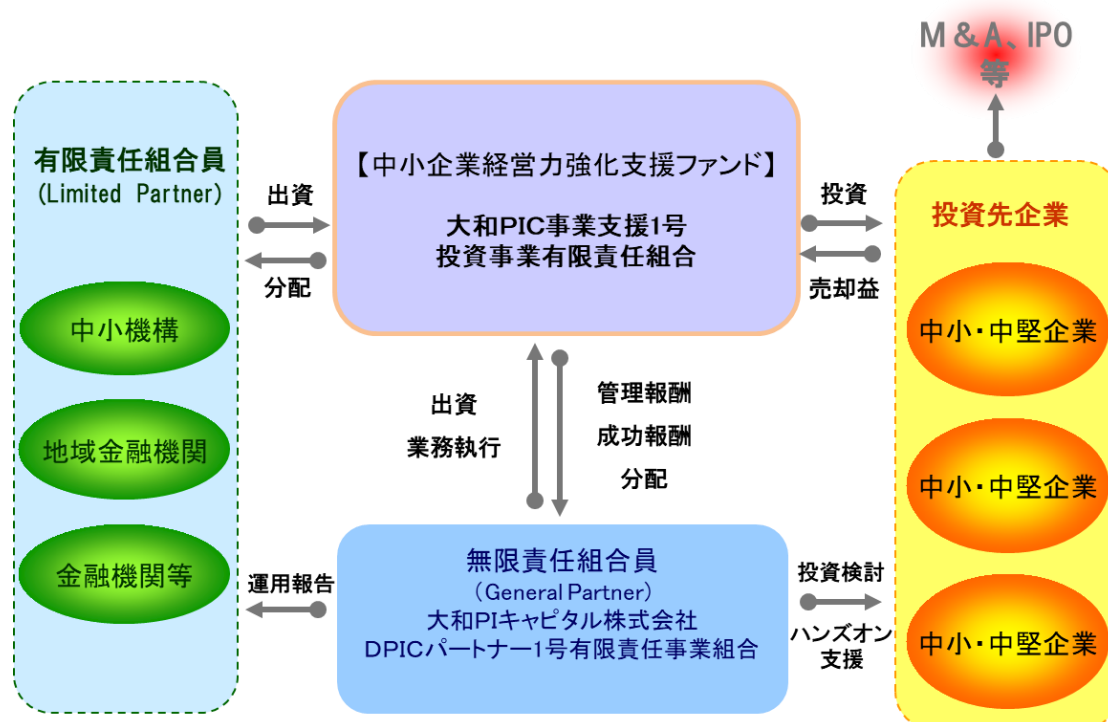 M&A、IPO
等
有限責任組合員
(Limited Partner)
中小機構
地域金融機関
金融機関等
出資
分配
【中小企業経営力強化支援ファンド】
大和PIC事業支援1号
投資事業有限責任組合
投資
売却益
投資先企業
中小・中堅企業
中小・中堅企業
中小・中堅企業
出資
業務執行
管理報酬
成功報酬
分配
運用報告
無限責任組合員
(General Partner)
大和PIキャピタル株式会社
DPICパートナー1号有限責任事業組合
投資検討
ハンズオン
支援